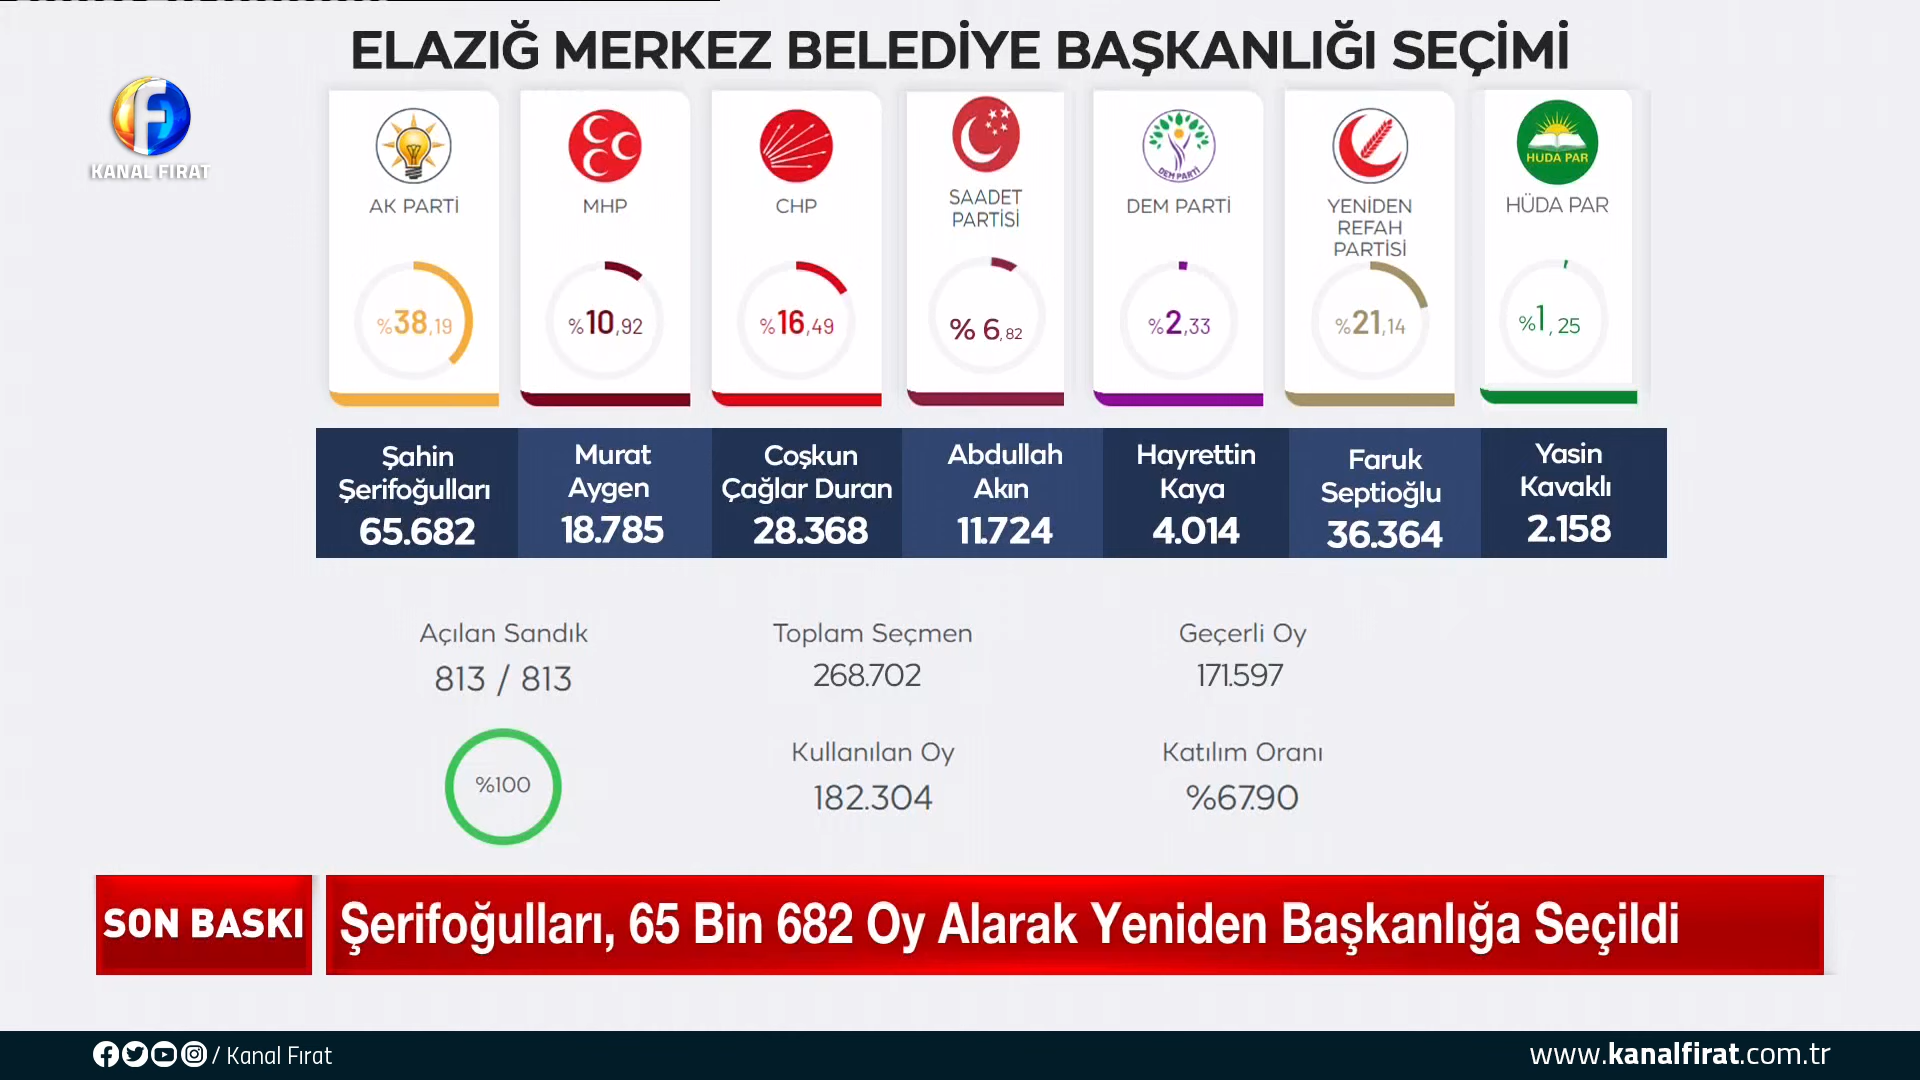 ELAZIĞ MERKEZ BELEDİYE BAŞKANLIĞI SEÇİMİ
F
KANAL FIRAT
AK PARTİ
%38,19
MHP
%10,92
CHP
%16,49
SAADET
PARTİSİ
% 6,82
DEM PARTİ
DEM PARTİ
%2,33
YENİDEN
REFAH
PARTİSİ
%21,14
HUDA PAR
HÜDA PAR
%1,25
Şahin
Şerifoğulları
65.682
Murat
Aygen
18.785
Coşkun
Çağlar Duran
28.368
Abdullah
Akın
11.724
Hayrettin
Kaya
4.014
Faruk
Septioğlu
36.364
Yasin
Kavaklı
2.158
Açılan Sandık
813 / 813
%100
Toplam Seçmen
268.702
Geçerli Oy
171.597
Kullanılan Oy
182.304
Katılım Oranı
%67.90
SON BASKI
Şerifoğulları, 65 Bin 682 Oy Alarak Yeniden Başkanlığa Seçildi
/ Kanal Fırat
www.kanalfirat.com.tr